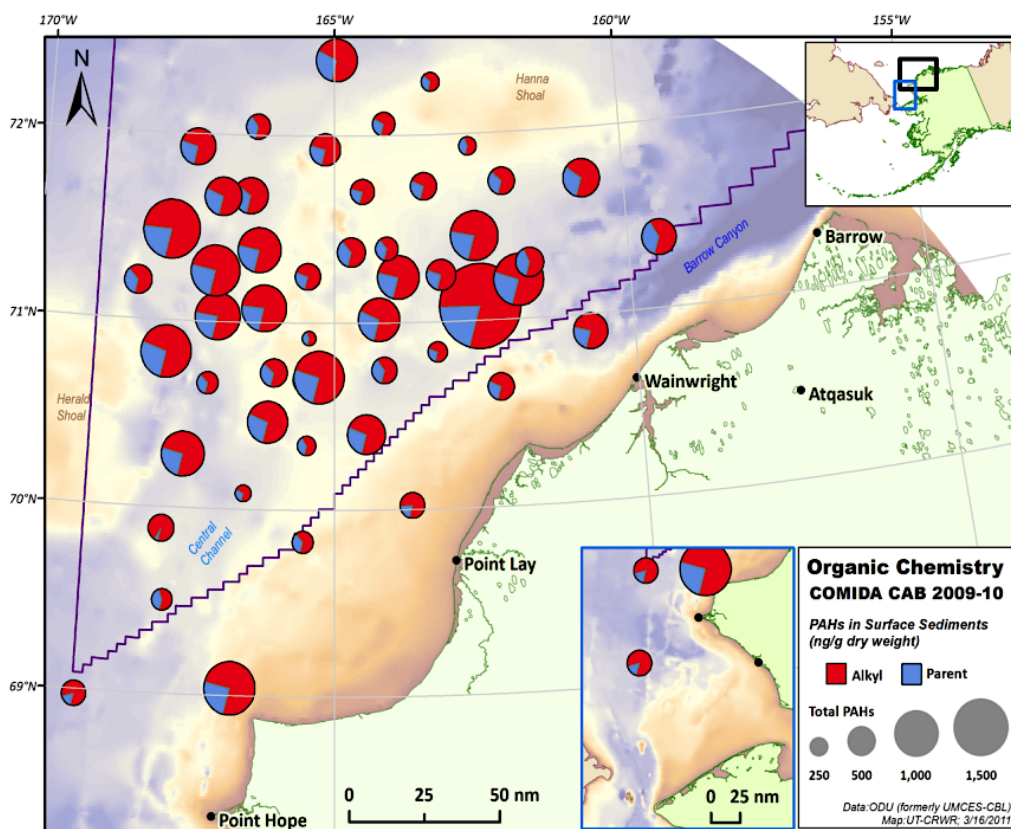 170°W
165°W
160°W
155°W
N
Hanna
Shoal
72°N
Barrow Canyon
Barrow
71°N
Wainwright
Atqasuk
Herald
Shoal
70°N
Central
Channel
Point Lay
69°N
Point Hope
0 25 50 nm
0 25 nm
Organic Chemistry
COMIDA CAB 2009-10
PAHs in Surface Sediments
(ng/g dry weight)
Alkyl Parent
Total PAHs
250 500 1,000 1,500
Data:ODU (formerly UMCES-CBL)
Map:UT-CRWR; 3/16/2011